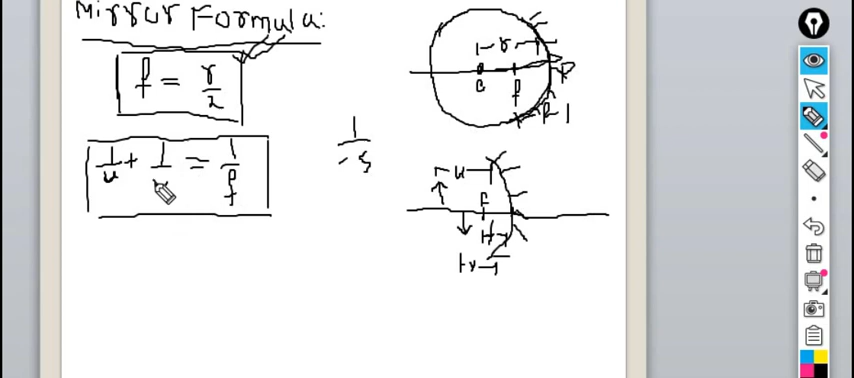 Mirror Formula:
f = r/2
1/u + 1/ = 1/f
1/-5
r
c
f
P
f
u
F
f
v